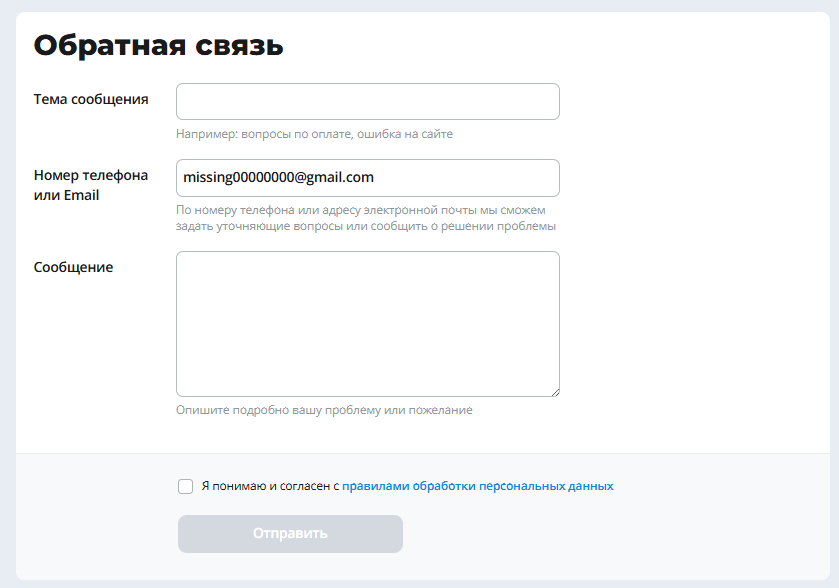 Обратная связь
Тема сообщения
Например: вопросы по оплате, ошибка на сайте
Номер телефона
или Email
missing00000000@gmail.com
По номеру телефона или адресу электронной почты мы сможем
задать уточняющие вопросы или сообщить о решении проблемы
Сообщение
Опишите подробно вашу проблему или пожелание
Я понимаю и согласен с правилами обработки персональных данных
Отправить